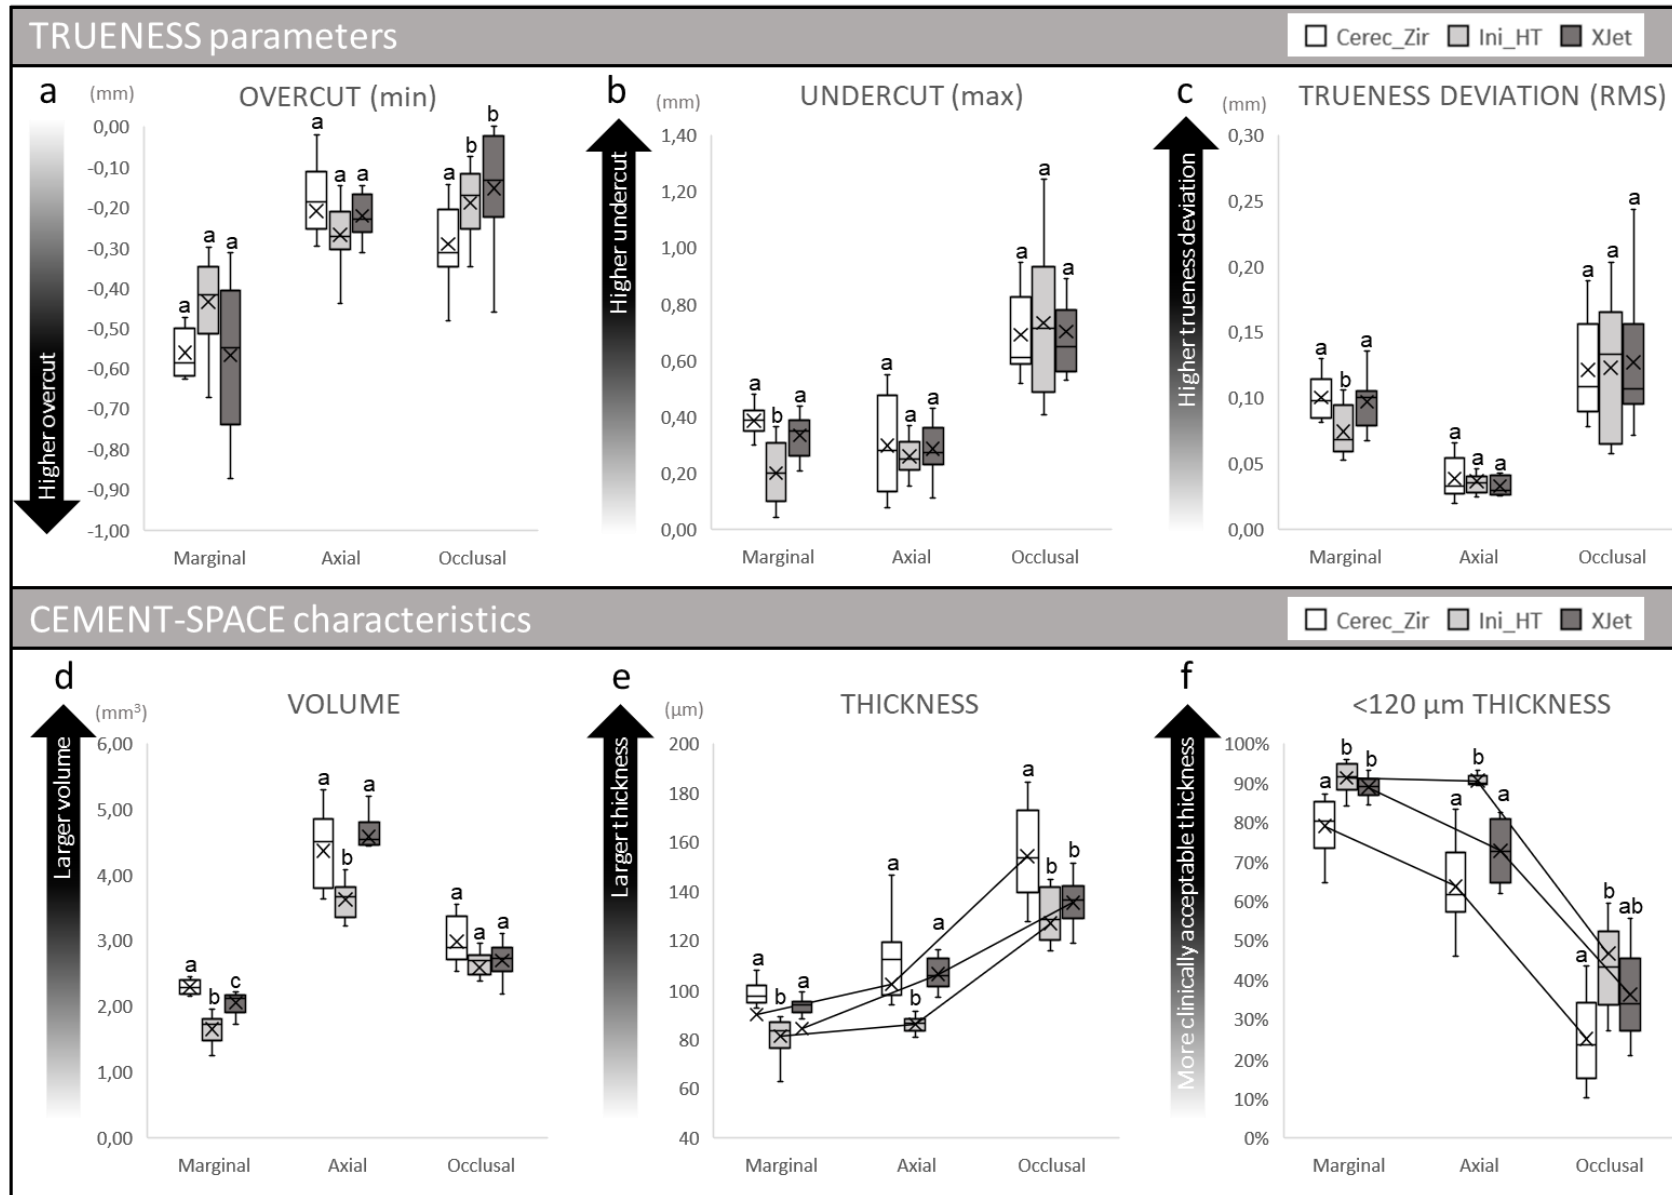 TRUENESS parameters
Cerec_Zir Ini_HT XJet
a
(mm)
OVERCUT (min)
Higher overcut
0,00
-0,10
-0,20
-0,30
-0,40
-0,50
-0,60
-0,70
-0,80
-0,90
-1,00
a a a
a a a
a b b
Marginal Axial Occlusal
b
(mm)
UNDERCUT (max)
Higher undercut
1,40
1,20
1,00
0,80
0,60
0,40
0,20
0,00
a b a
a a a
a a a
Marginal Axial Occlusal
c
(mm)
TRUENESS DEVIATION (RMS)
Higher trueness deviation
0,30
0,25
0,20
0,15
0,10
0,05
0,00
a b a
a a a
a a a
Marginal Axial Occlusal
CEMENT-SPACE characteristics
Cerec_Zir Ini_HT XJet
d
(mm³)
VOLUME
Larger volume
6,00
5,00
4,00
3,00
2,00
1,00
0,00
a b c
a b a
a a a
Marginal Axial Occlusal
e
(µm)
THICKNESS
Larger thickness
200
180
160
140
120
100
80
60
40
a b a
a b a
a b b
Marginal Axial Occlusal
f
<120 µm THICKNESS
More clinically acceptable thickness
100%
90%
80%
70%
60%
50%
40%
30%
20%
10%
0%
a b b
a b a
a b ab
Marginal Axial Occlusal